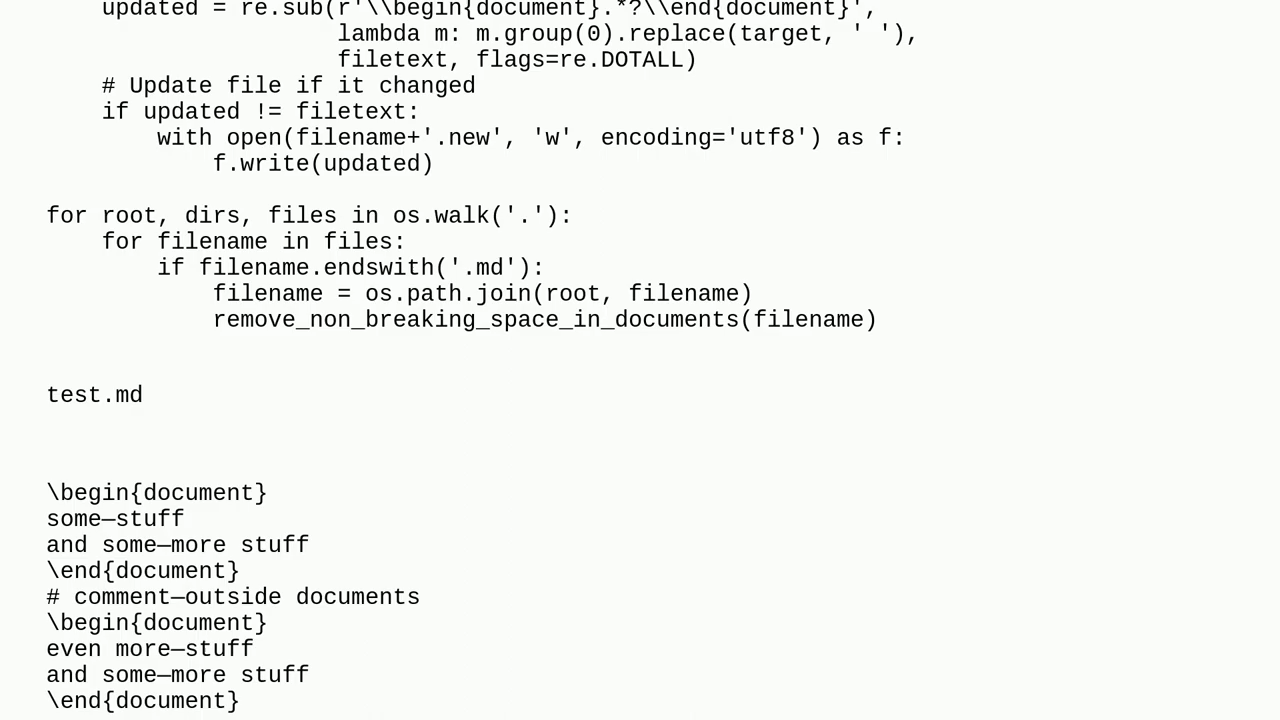 updated = re.sub(r'\\begin{document}.*?\\end{document}',
                     lambda m: m.group(0).replace(target, ' '),
                     filetext, flags=re.DOTALL)
    # Update file if it changed
    if updated != filetext:
        with open(filename+'.new', 'w', encoding='utf8') as f:
            f.write(updated)

for root, dirs, files in os.walk('.'):
    for filename in files:
        if filename.endswith('.md'):
            filename = os.path.join(root, filename)
            remove_non_breaking_space_in_documents(filename)

test.md

\begin{document}
some—stuff
and some—more stuff
\end{document}
# comment—outside documents
\begin{document}
even more—stuff
and some—more stuff
\end{document}